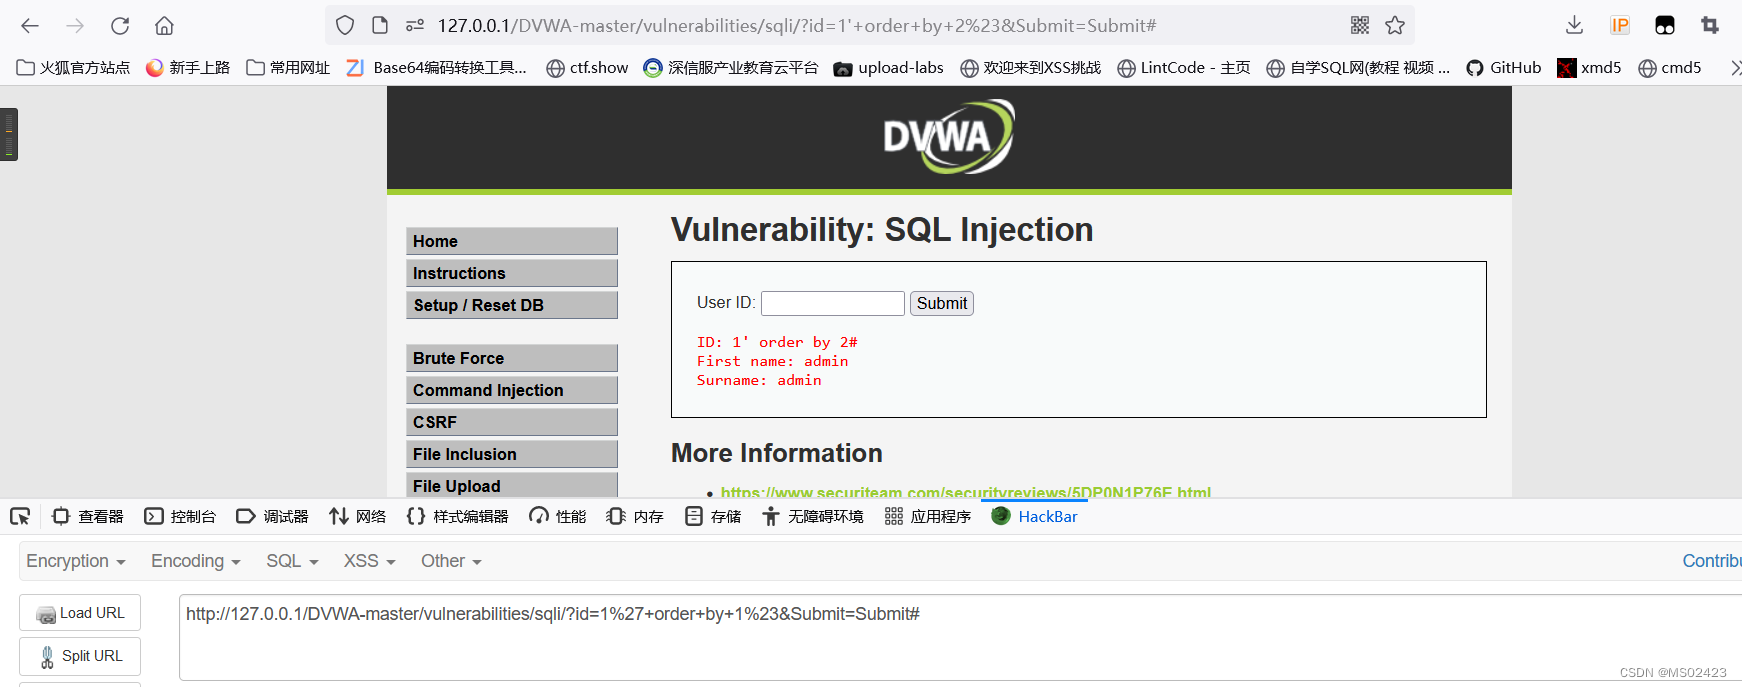 127.0.0.1/DVWA-master/vulnerabilities/sqli/?id=1'+order+by+2%23&Submit=Submit#
IP
火狐官方站点 新手上路 常用网址 Base64编码转换工具... ctf.show 深信服产业教育云平台 upload-labs 欢迎来到XSS挑战 LintCode - 主页 自学SQL网(教程 视频 ... GitHub xmd5 cmd5
DVWA
Vulnerability: SQL Injection
Home
Instructions
Setup / Reset DB
Brute Force
Command Injection
CSRF
File Inclusion
File Upload
User ID: Submit
ID: 1' order by 2#
First name: admin
Surname: admin
More Information
https://www.securiteam.com/securityreviews/5DP0N1P76E.html
查看器 控制台 调试器 网络 样式编辑器 性能 内存 存储 无障碍环境 应用程序 HackBar
Encryption Encoding SQL XSS Other Contribu
Load URL
http://127.0.0.1/DVWA-master/vulnerabilities/sqli/?id=1%27+order+by+1%23&Submit=Submit#
Split URL
CSDN @MS02423